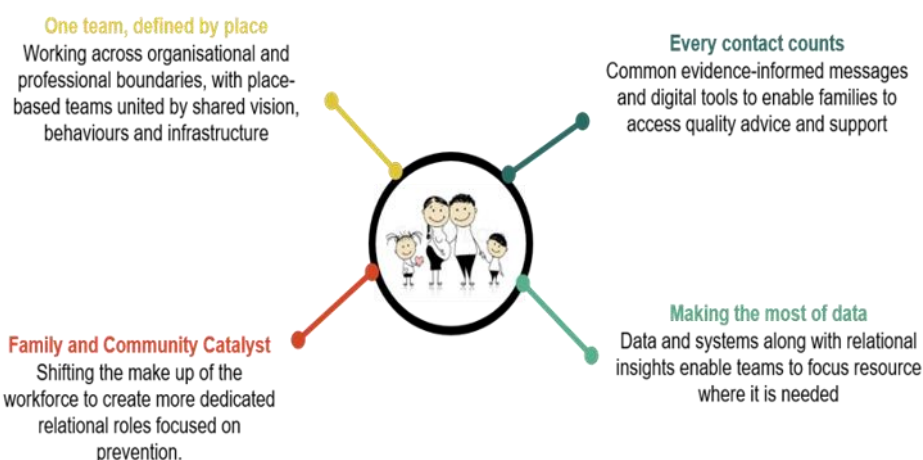 One team, defined by place
Working across organisational and
professional boundaries, with place-
based teams united by shared vision,
behaviours and infrastructure
Every contact counts
Common evidence-informed messages
and digital tools to enable families to
access quality advice and support
Family and Community Catalyst
Shifting the make up of the
workforce to create more dedicated
relational roles focused on
prevention.
Making the most of data
Data and systems along with relational
insights enable teams to focus resource
where it is needed